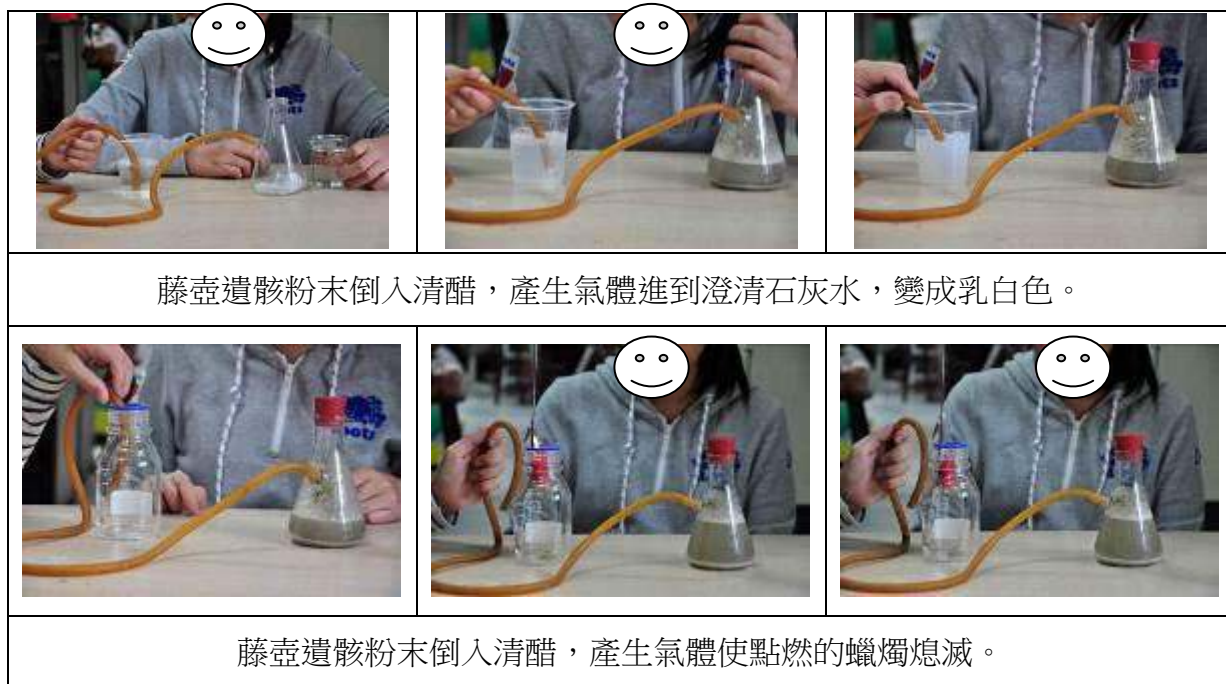 藤壺遺骸粉末倒入清醋，產生氣體進到澄清石灰水，變成乳白色。
藤壺遺骸粉末倒入清醋，產生氣體使點燃的蠟燭熄滅。